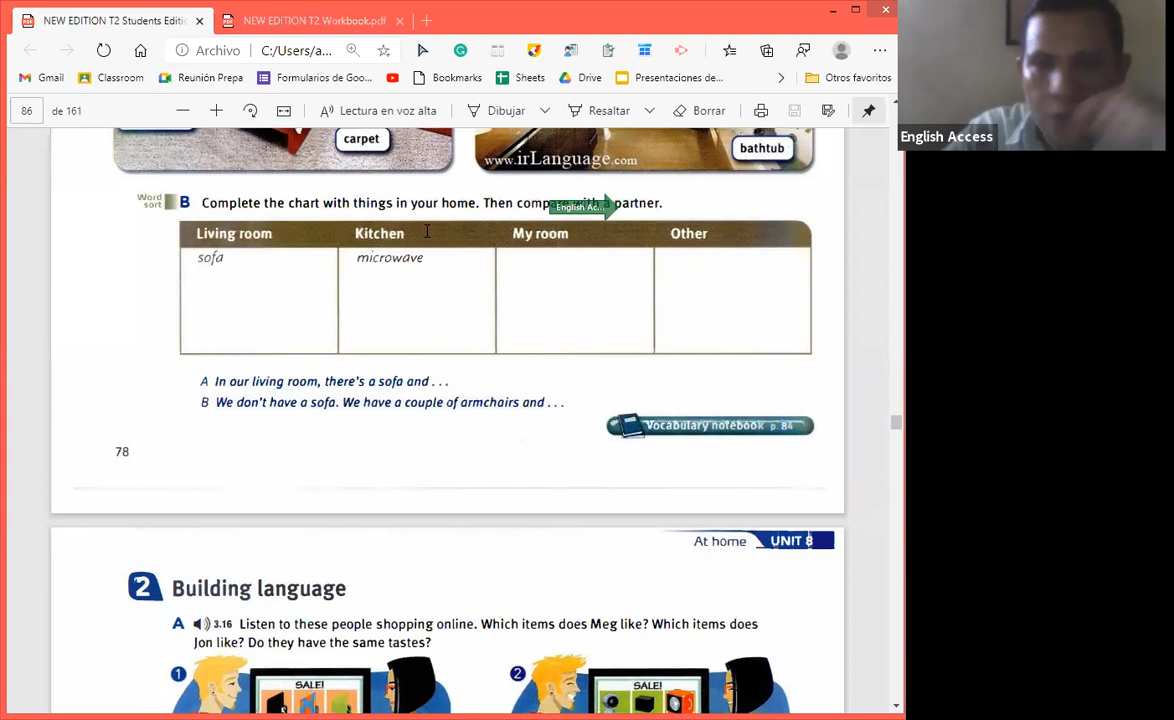 NEW EDITION T2 Students Editi
NEW EDITION T2 Workbook.pdf
Archivo
C:/Users/a...
Gmail
Classroom
Reunión Prepa
Formularios de Goo...
Bookmarks
Sheets
Drive
Presentaciones de...
Otros favoritos
86
de 161
Lectura en voz alta
Dibujar
Resaltar
Borrar
English Access
carpet
www.irLanguage.com
bathtub
Word sort
B Complete the chart with things in your home. Then compare with a partner.
English Ac...
Living room Kitchen My room Other
sofa microwave
A In our living room, there's a sofa and . . .
B We don't have a sofa. We have a couple of armchairs and . . .
Vocabulary notebook p. 84
78
At home UNIT 8
2 Building language
A 3.16 Listen to these people shopping online. Which items does Meg like? Which items does
Jon like? Do they have the same tastes?
1
SALE!
2
SALE!